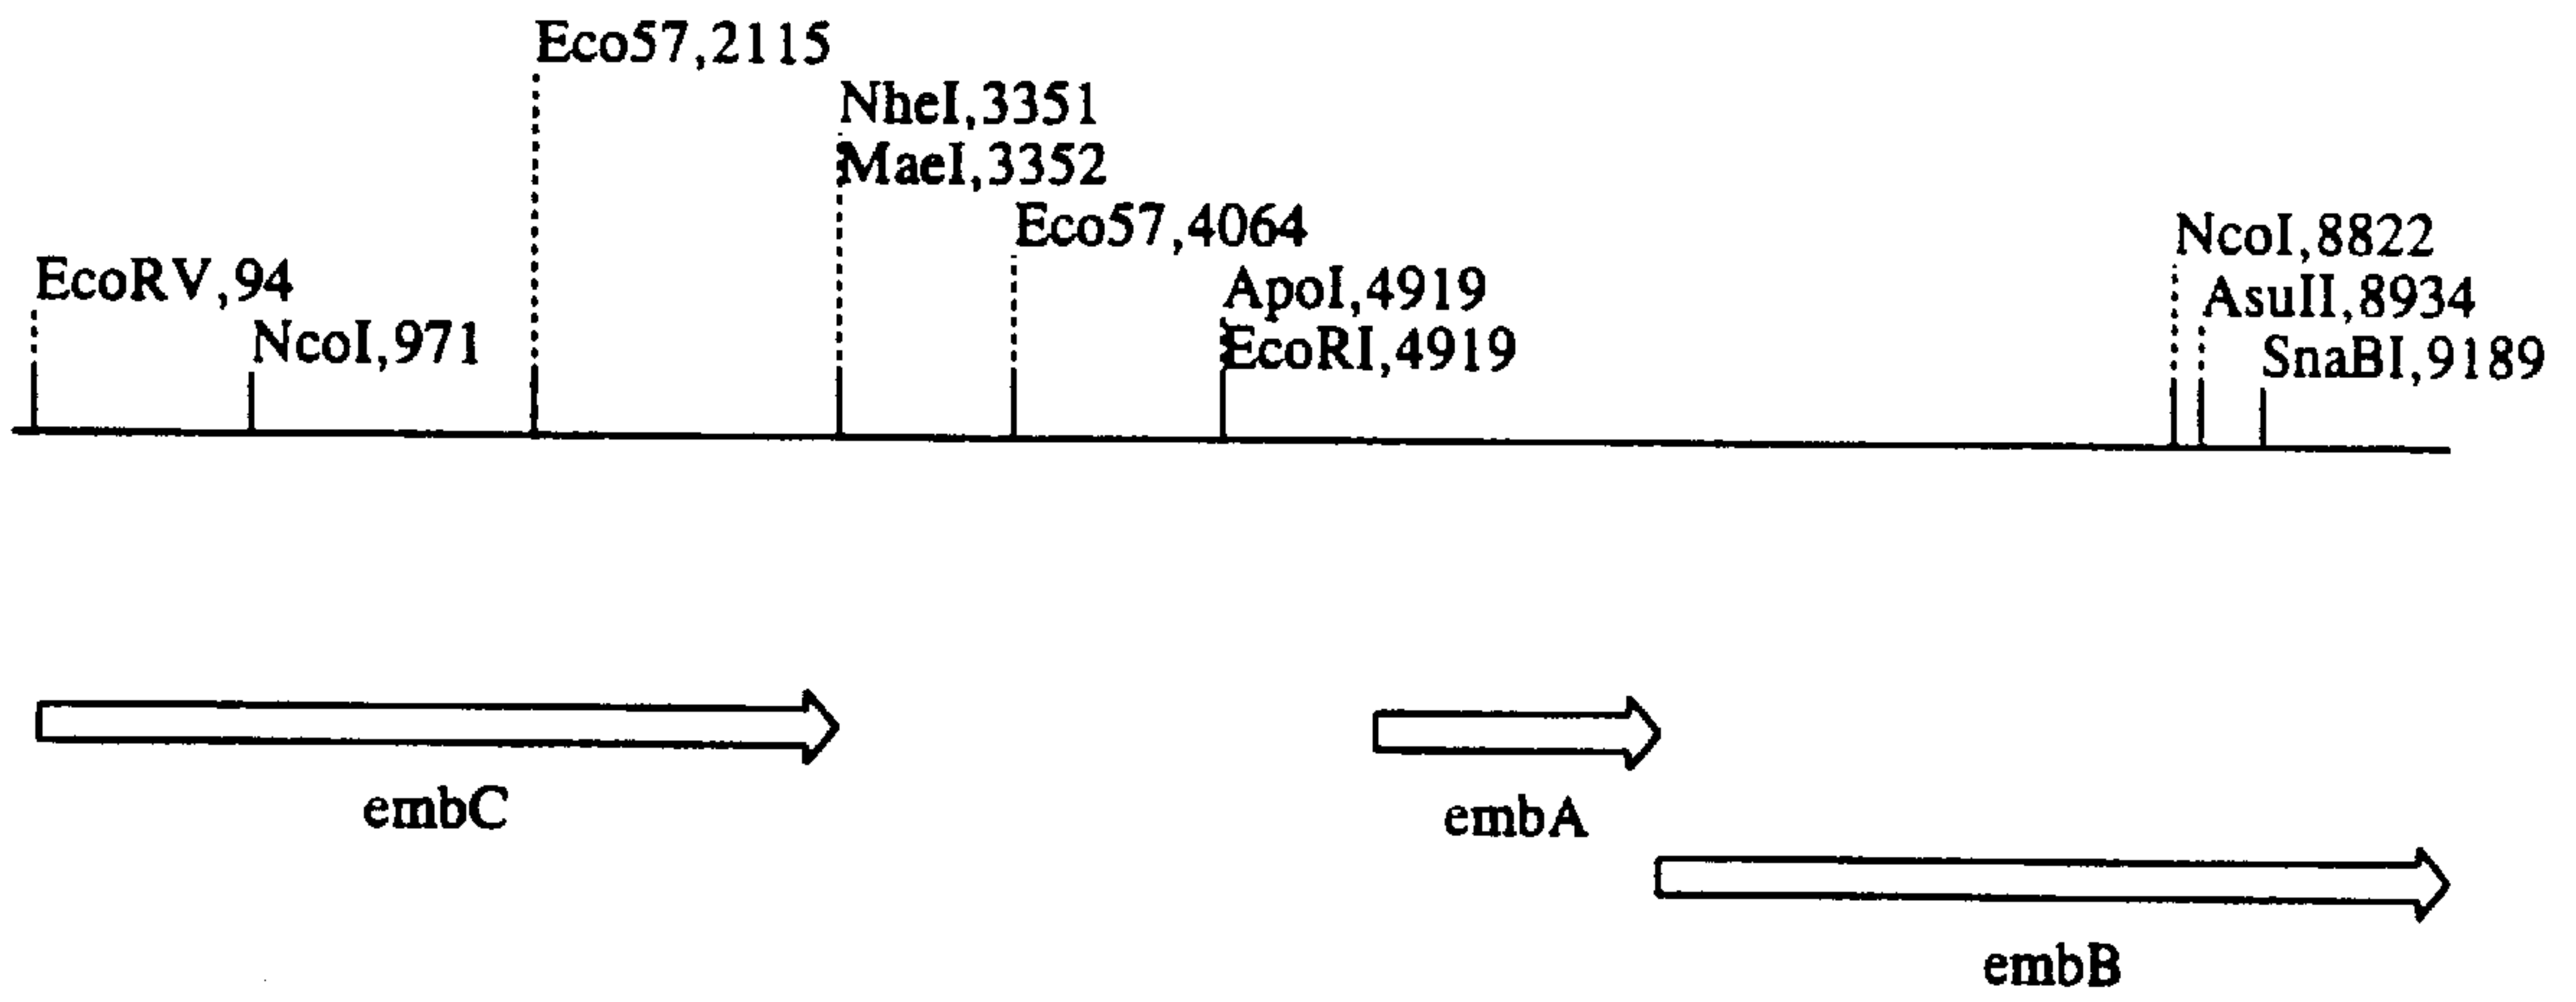 Eco57,2115
NheI,3351
MaeI,3352
Eco57,4064
NcoI,8822
EcoRV,94
ApoI,4919
AsuII,8934
NcoI,971
EcoRI,4919
SnaBI,9189
embC
embA
embB